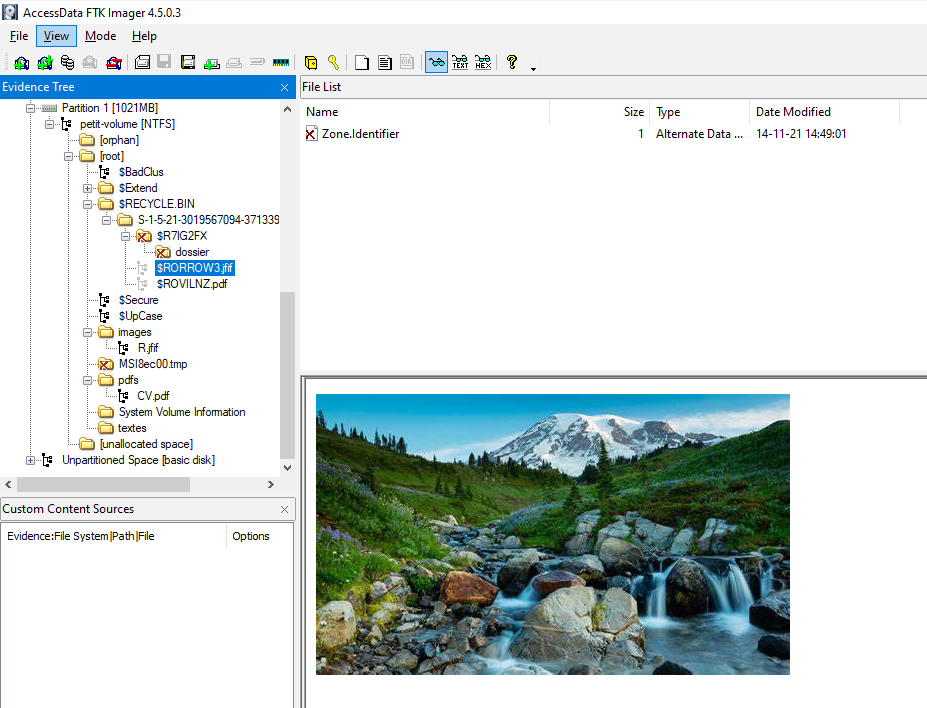 AccessData FTK Imager 4.5.0.3
File View Mode Help
Evidence Tree
Partition 1 [1021MB]
petit-volume [NTFS]
[orphan]
[root]
$BadClus
$Extend
$RECYCLE.BIN
S-1-5-21-3019567094-371339
$R7IG2FX
dossier
$RORROW3.jfif
$ROVILNZ.pdf
$Secure
$UpCase
images
R.jfif
MSI8ec00.tmp
pdfs
CV.pdf
System Volume Information
textes
[unallocated space]
Unpartitioned Space [basic disk]
Custom Content Sources
Evidence:File System|Path|File Options
File List
Name Size Type Date Modified
Zone.Identifier 1 Alternate Data ... 14-11-21 14:49:01
TEXT
HEX